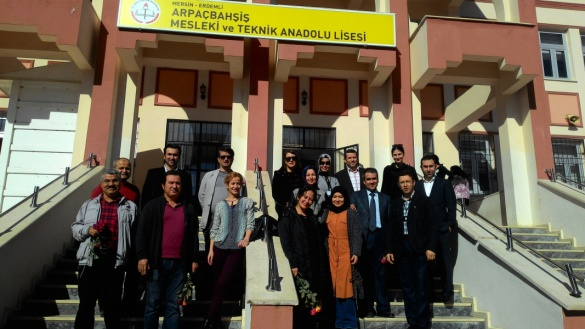 MERSİN - ERDEMLİ
ARPAÇBAHŞİŞ
MESLEKİ ve TEKNİK ANADOLU LİSESİ